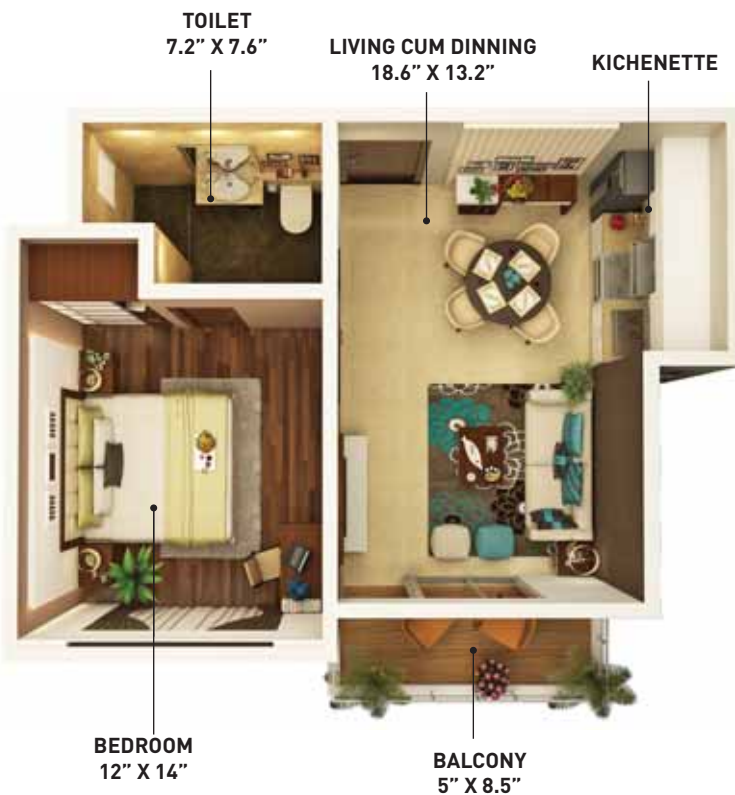 TOILET
7.2” X 7.6”
LIVING CUM DINNING
18.6” X 13.2”
KICHENETTE
BEDROOM
12” X 14”
BALCONY
5” X 8.5”